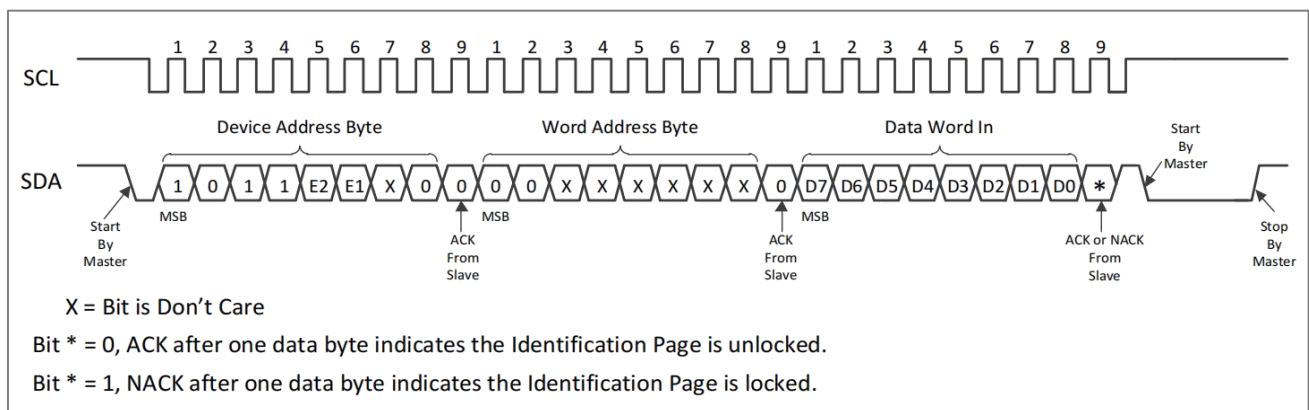 1 2 3 4 5 6 7 8 9 1 2 3 4 5 6 7 8 9 1 2 3 4 5 6 7 8 9
SCL
Device Address Byte Word Address Byte Data Word In
Start
By
Master
SDA
1 0 1 1 E2 E1 X 0 0 0 0 X X X X X X 0 D7 D6 D5 D4 D3 D2 D1 D0 *
MSB MSB MSB
Start
By
Master
ACK
From
Slave
ACK
From
Slave
ACK or NACK
From
Slave
Stop
By
Master
X = Bit is Don’t Care
Bit * = 0, ACK after one data byte indicates the Identification Page is unlocked.
Bit * = 1, NACK after one data byte indicates the Identification Page is locked.